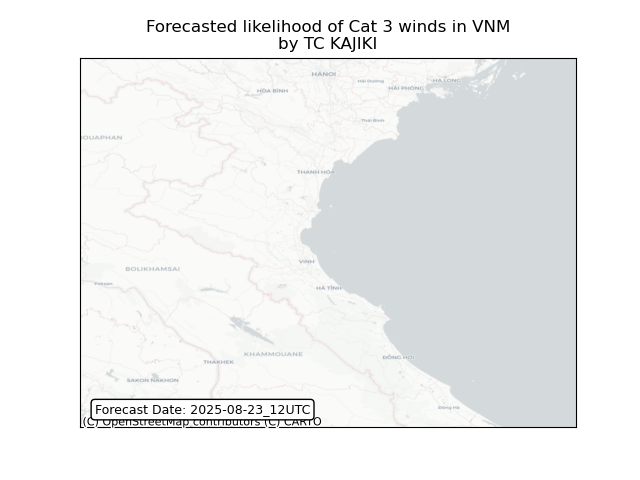 Forecasted likelihood of Cat 3 winds in VNM
by TC KAJIKI
HANOI
HÒA BÌNH
Hải Dương
HẢI PHÒNG
HẠ LONG
Thái Bình
OUAPHAN
THANH HÓA
VINH
BOLIKHAMSAI
HÀ TĨNH
KHAMMOUANE
ĐỒNG HỚI
THAKHEK
SAKON NAKHON
Đông Hà
Forecast Date: 2025-08-23_12UTC
(C) OpenStreetMap contributors (C) CARTO